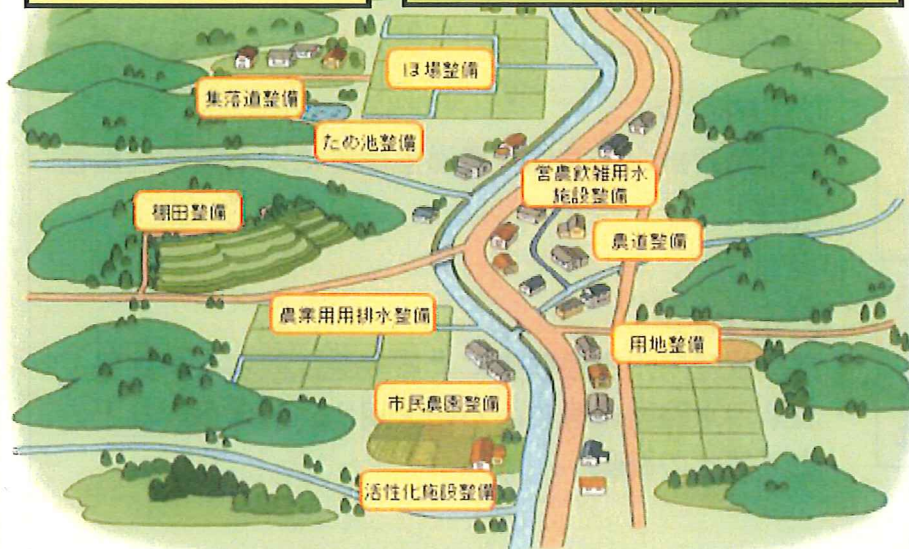 ほ場整備
集落道整備
ため池整備
営農飲雑用水
施設整備
棚田整備
農道整備
農業用用排水整備
用地整備
市民農園整備
活性化施設整備